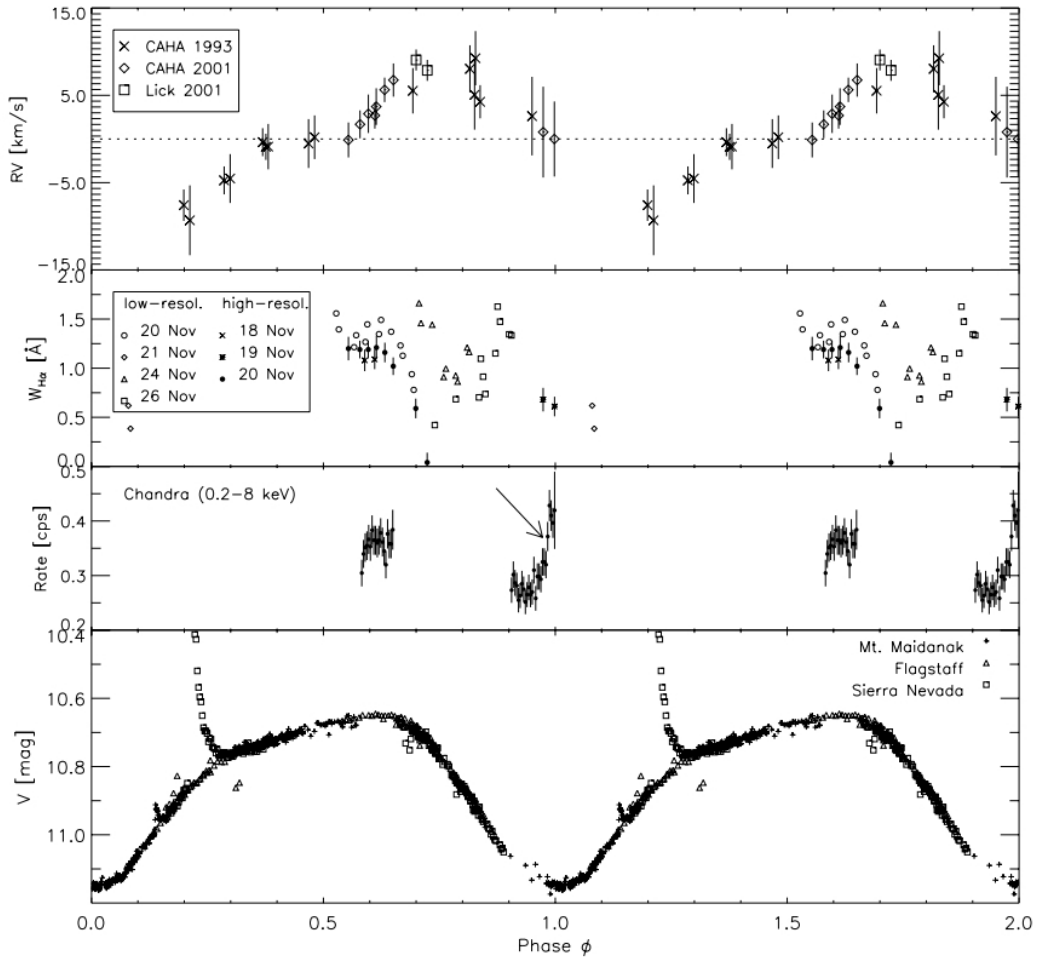 15.0
5.0
-5.0
-15.0
RV [km/s]
CAHA 1993
CAHA 2001
Lick 2001
2.0
1.5
1.0
0.5
0.0
W_Hα [Å]
low-resol. high-resol.
20 Nov 18 Nov
21 Nov 19 Nov
24 Nov 20 Nov
26 Nov
0.5
0.4
0.3
0.2
Rate [cps]
Chandra (0.2-8 keV)
10.4
10.6
10.8
11.0
V [mag]
Mt. Maidanak
Flagstaff
Sierra Nevada
0.0 0.5 1.0 1.5 2.0
Phase ϕ